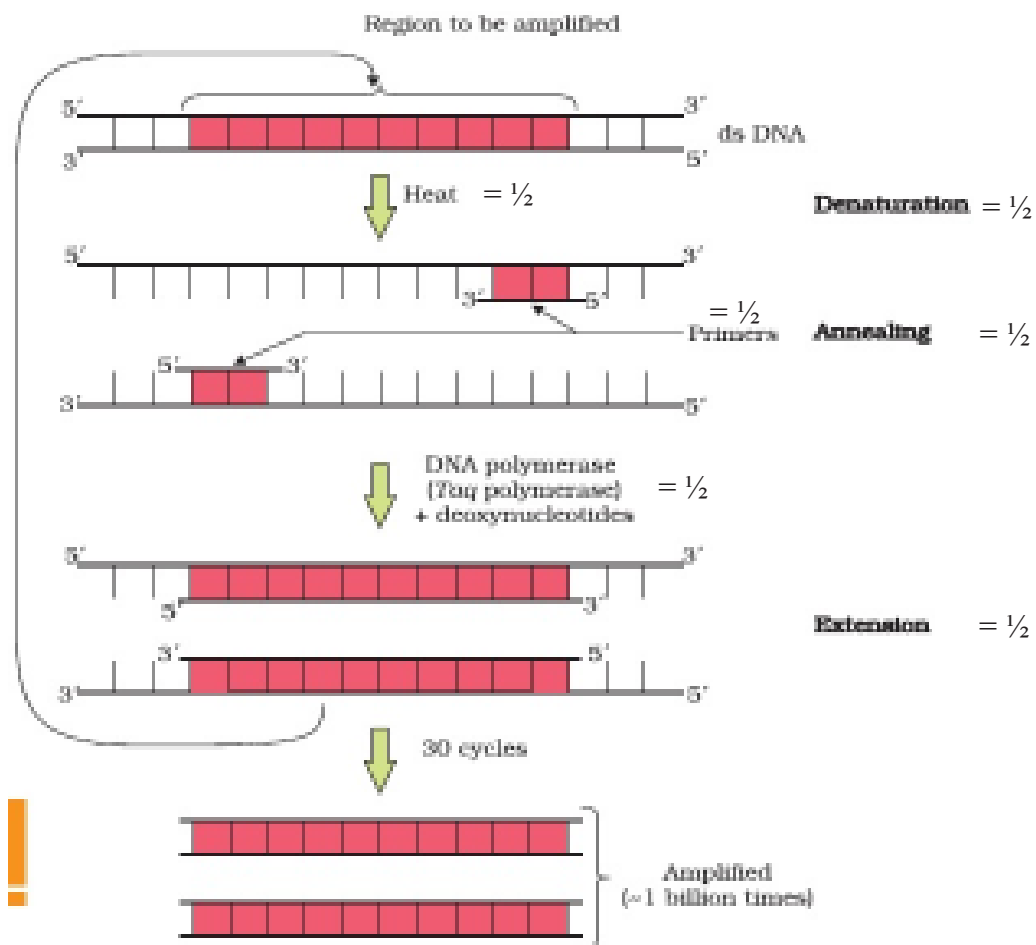 Region to be amplified
5′ 3′
ds DNA
3′ 5′
Heat = ½
Denaturation = ½
5′ 3′
3′ 5′
= ½
Primers Annealing = ½
5′ 3′
3′ 5′
DNA polymerase
(Taq polymerase) = ½
+ deoxynucleotides
5′ 3′
5′ 3′
Extension = ½
3′ 5′
3′ 5′
30 cycles
Amplified
(~1 billion times)